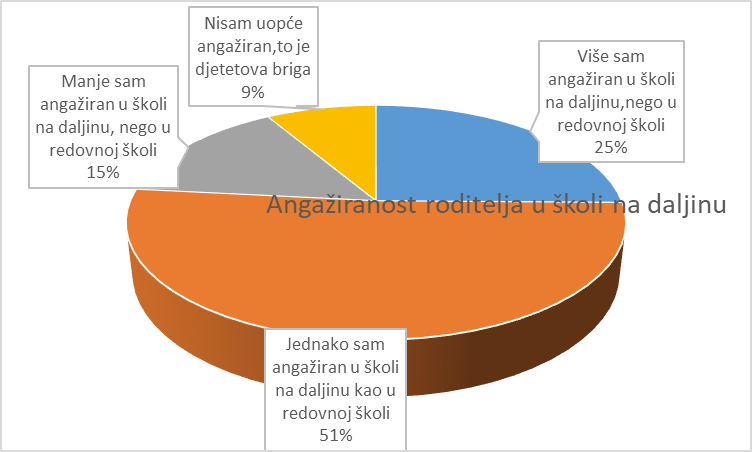 Nisam uopće
angažiran,to je
djetetova briga
9%
Više sam
angažiran u školi
na daljinu,nego u
redovnoj školi
25%
Manje sam
angažiran u školi
na daljinu, nego u
redovnoj školi
15%
Angažiranost roditelja u školi na daljinu
Jednako sam
angažiran u školi
na daljinu kao u
redovnoj školi
51%